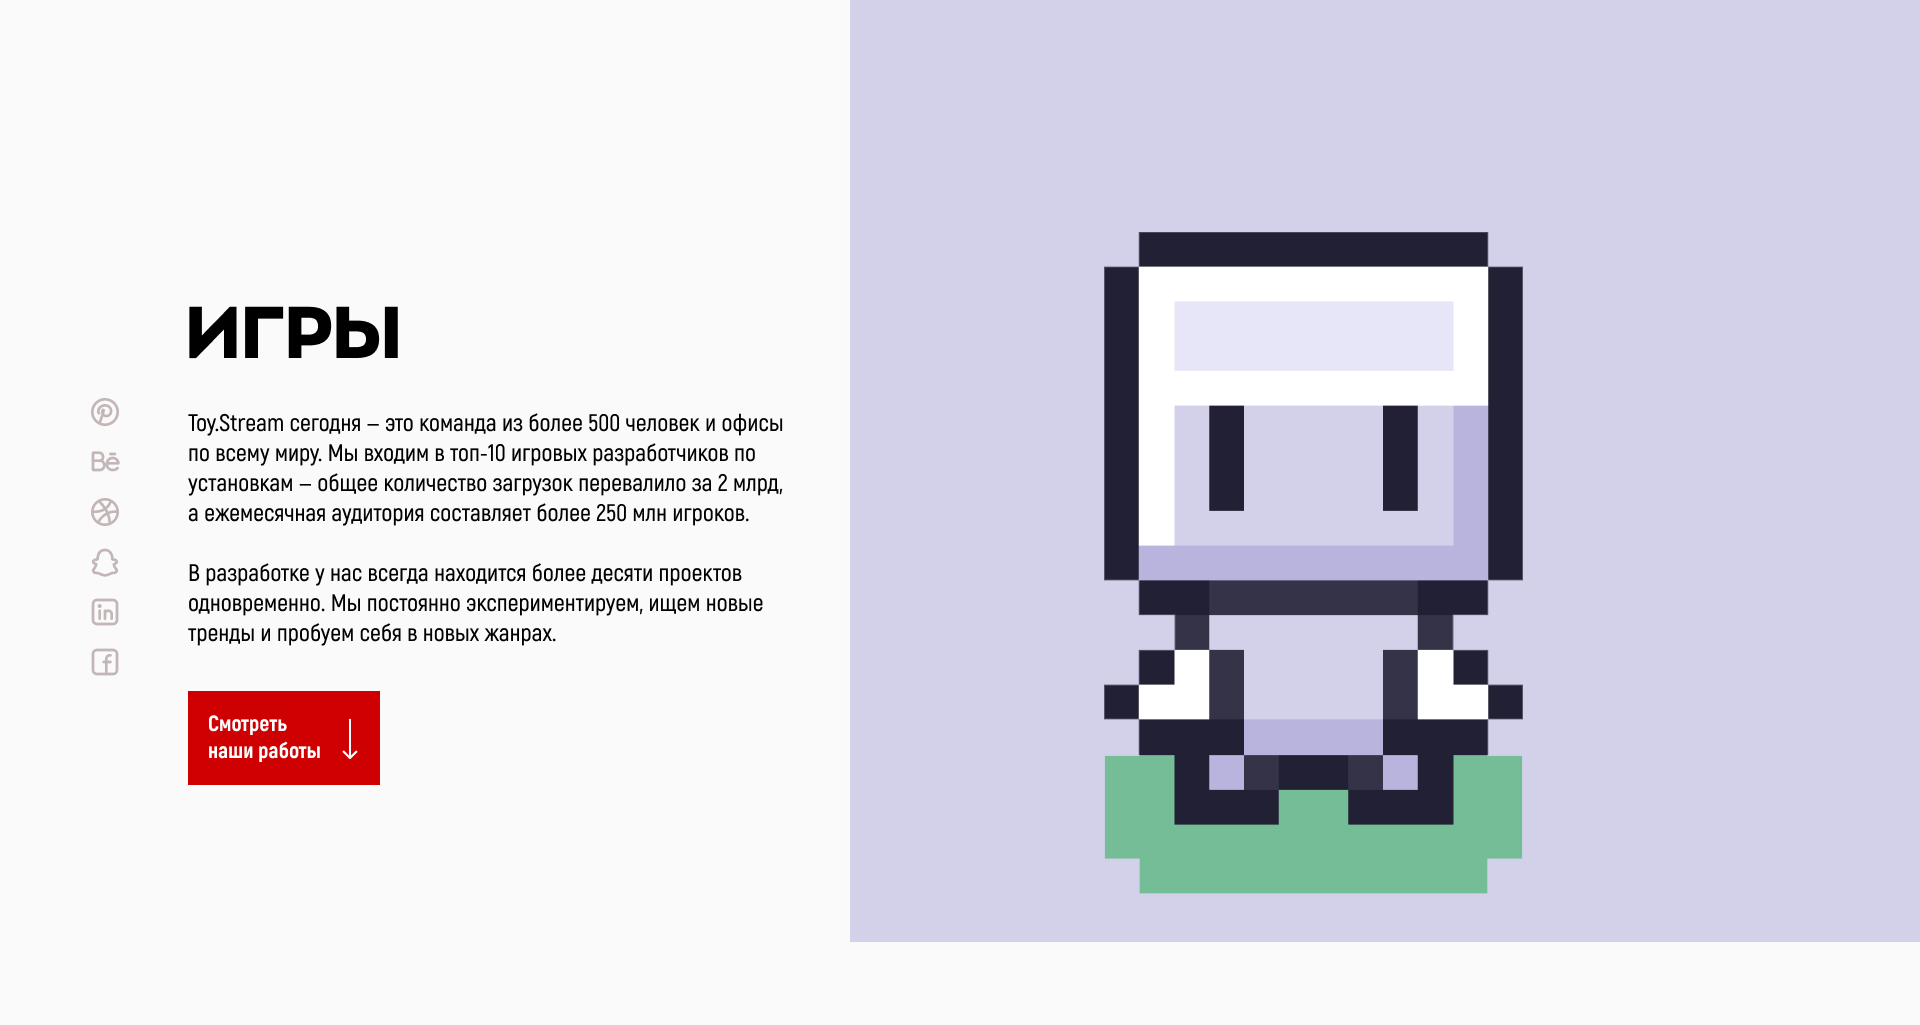 ИГРЫ
Toy.Stream сегодня — это команда из более 500 человек и офисы
по всему миру. Мы входим в топ-10 игровых разработчиков по
установкам — общее количество загрузок перевалило за 2 млрд,
а ежемесячная аудитория составляет более 250 млн игроков.
В разработке у нас всегда находится более десяти проектов
одновременно. Мы постоянно экспериментируем, ищем новые
тренды и пробуем себя в новых жанрах.
Смотреть
наши работы